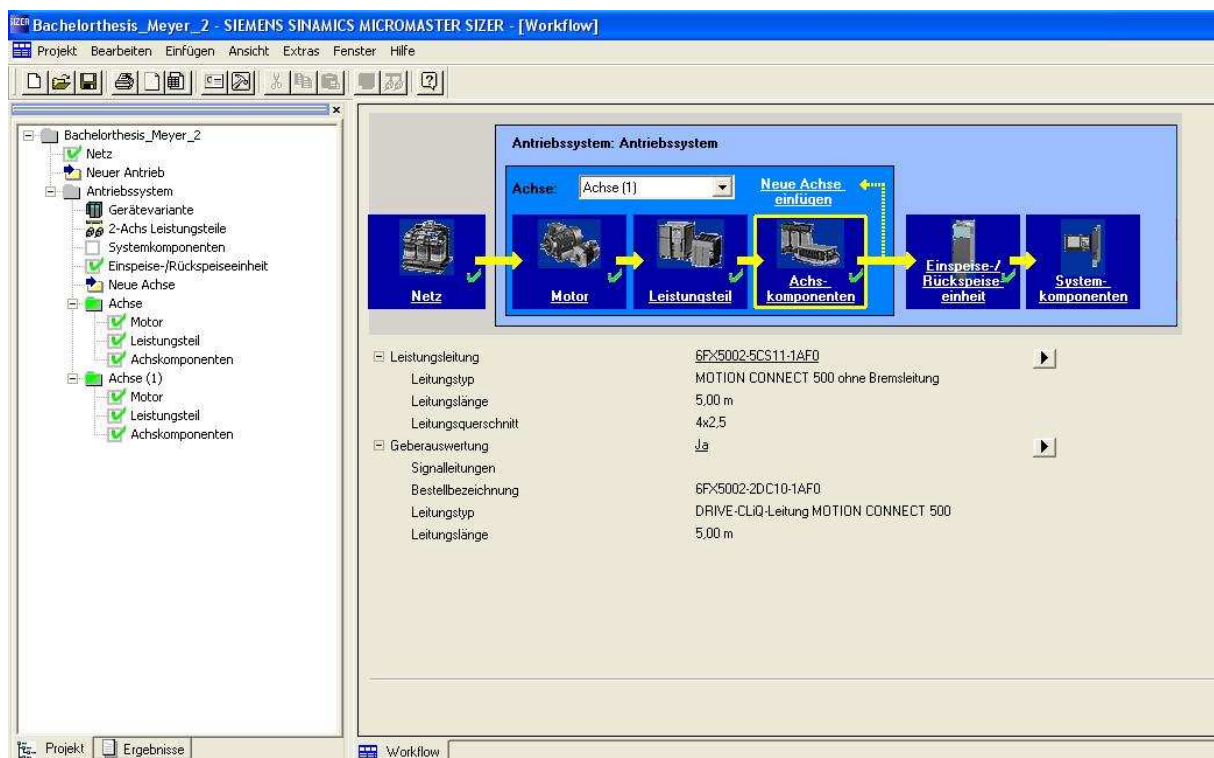 Bachelorthesis_Meyer_2 - SIEMENS SINAMICS MICROMASTER SIZER - [Workflow]
Projekt Bearbeiten Einfügen Ansicht Extras Fenster Hilfe
Bachelorthesis_Meyer_2
Netz
Neuer Antrieb
Antriebssystem
Gerätevariante
2-Achs Leistungsteile
Systemkomponenten
Einspeise-/Rückspeiseeinheit
Neue Achse
Achse
Motor
Leistungsteil
Achskomponenten
Achse (1)
Motor
Leistungsteil
Achskomponenten
Projekt Ergebnisse
Antriebssystem: Antriebssystem
Achse: Achse (1) Neue Achse
einfügen
Netz
Motor
Leistungsteil
Achs-
komponenten
Einspeise-/
Rückspeise-
einheit
System-
komponenten
Leistungsleitung 6FX5002-5CS11-1AF0
Leitungstyp MOTION CONNECT 500 ohne Bremsleitung
Leitungslänge 5,00 m
Leitungsquerschnitt 4x2,5
Geberauswertung Ja
Signalleitungen
Bestellbezeichnung 6FX5002-2DC10-1AF0
Leitungstyp DRIVE-CLiQ-Leitung MOTION CONNECT 500
Leitungslänge 5,00 m
Workflow